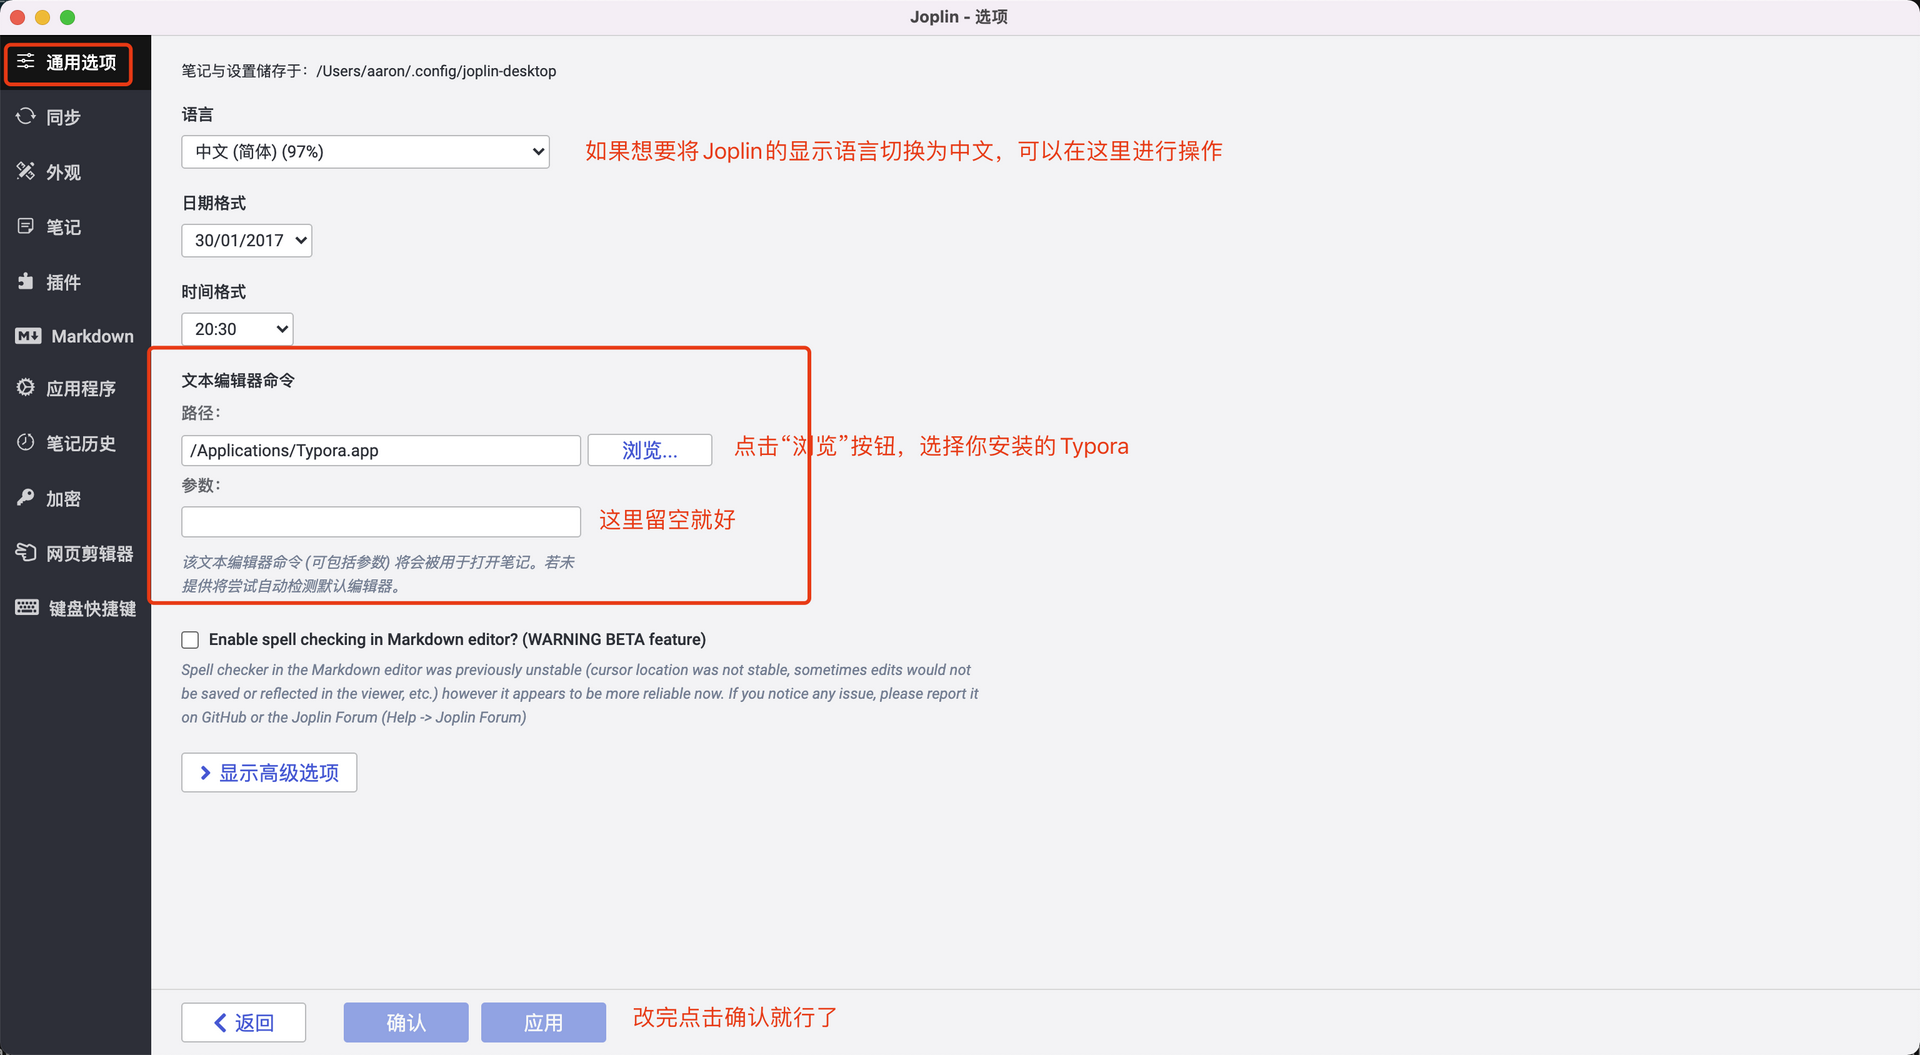 Joplin - 选项
通用选项
同步
外观
笔记
插件
Markdown
应用程序
笔记历史
加密
网页剪辑器
键盘快捷键
笔记与设置储存于：/Users/aaron/.config/joplin-desktop
语言
中文 (简体) (97%)
如果想要将Joplin的显示语言切换为中文，可以在这里进行操作
日期格式
30/01/2017
时间格式
20:30
文本编辑器命令
路径：
/Applications/Typora.app
浏览...
点击“浏览”按钮，选择你安装的Typora
参数：
这里留空就好
该文本编辑器命令 (可包括参数) 将会被用于打开笔记。若未
提供将尝试自动检测默认编辑器。
Enable spell checking in Markdown editor? (WARNING BETA feature)
Spell checker in the Markdown editor was previously unstable (cursor location was not stable, sometimes edits would not
be saved or reflected in the viewer, etc.) however it appears to be more reliable now. If you notice any issue, please report it
on GitHub or the Joplin Forum (Help -> Joplin Forum)
显示高级选项
返回
确认
应用
改完点击确认就行了